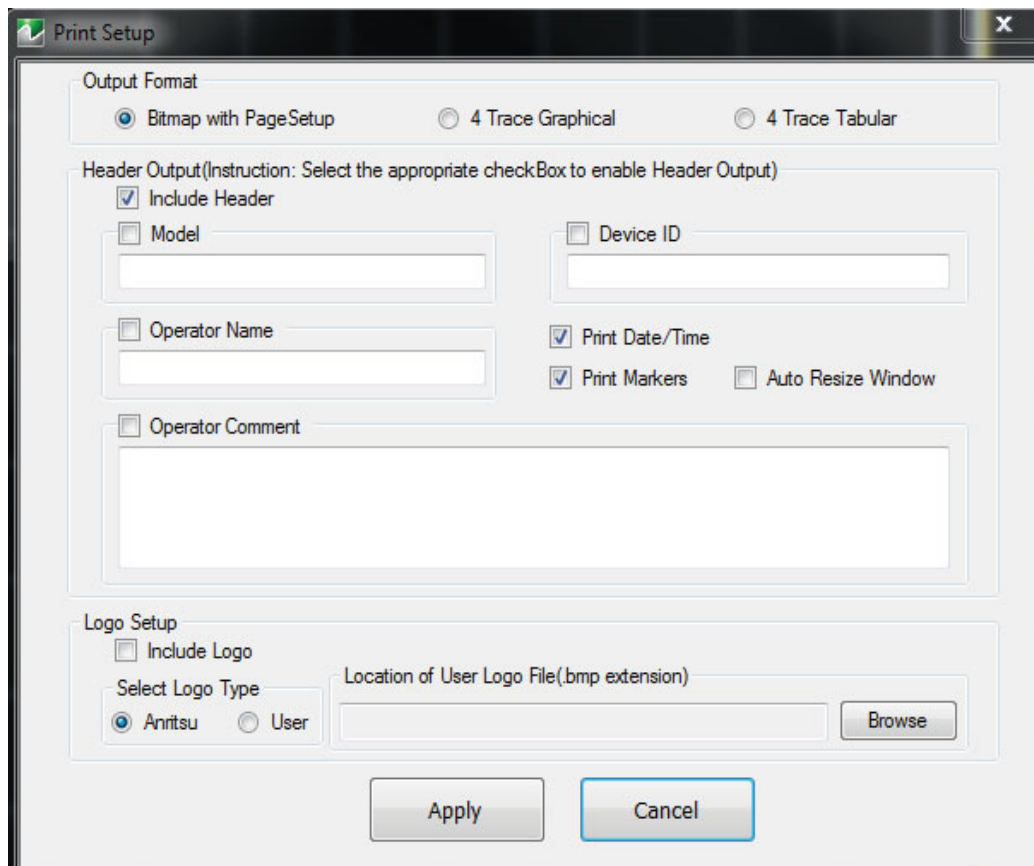 Print Setup
X
Output Format
Bitmap with PageSetup
4 Trace Graphical
4 Trace Tabular
Header Output(Instruction: Select the appropriate checkBox to enable Header Output)
Include Header
Model
Device ID
Operator Name
Print Date/Time
Print Markers
Auto Resize Window
Operator Comment
Logo Setup
Include Logo
Select Logo Type
Location of User Logo File(.bmp extension)
Anritsu
User
Browse
Apply
Cancel